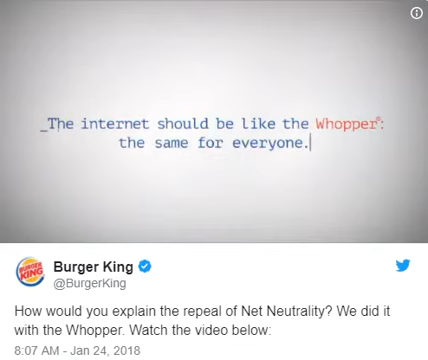 _The internet should be like the Whopper®:
the same for everyone.
BURGER
KING
Burger King
@BurgerKing
How would you explain the repeal of Net Neutrality? We did it
with the Whopper. Watch the video below:
8:07 AM - Jan 24, 2018